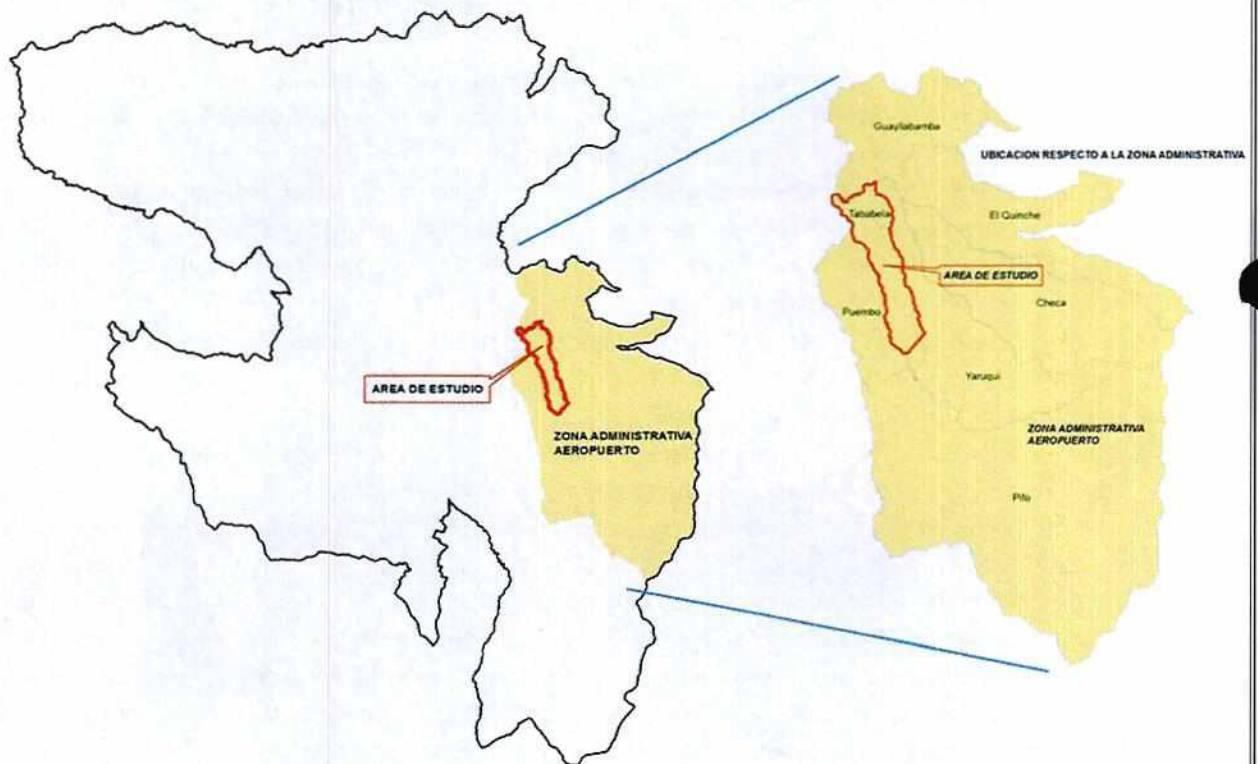 AREA DE ESTUDIO
ZONA ADMINISTRATIVA
AEROPUERTO
Guayllabamba
UBICACION RESPECTO A LA ZONA ADMINISTRATIVA
Tababela
El Quinche
AREA DE ESTUDIO
Puembo
Checa
Yaruqui
ZONA ADMINISTRATIVA
AEROPUERTO
Pifo